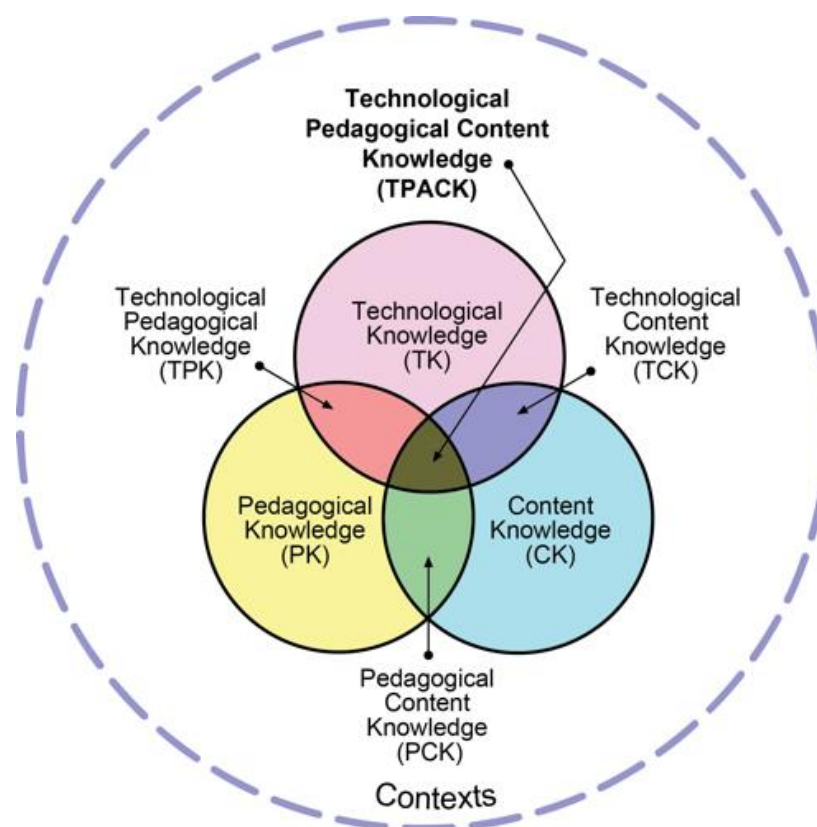 Technological
Pedagogical Content
Knowledge
(TPACK)
Technological
Pedagogical
Knowledge
(TPK)
Technological
Knowledge
(TK)
Technological
Content
Knowledge
(TCK)
Pedagogical
Knowledge
(PK)
Content
Knowledge
(CK)
Pedagogical
Content
Knowledge
(PCK)
Contexts